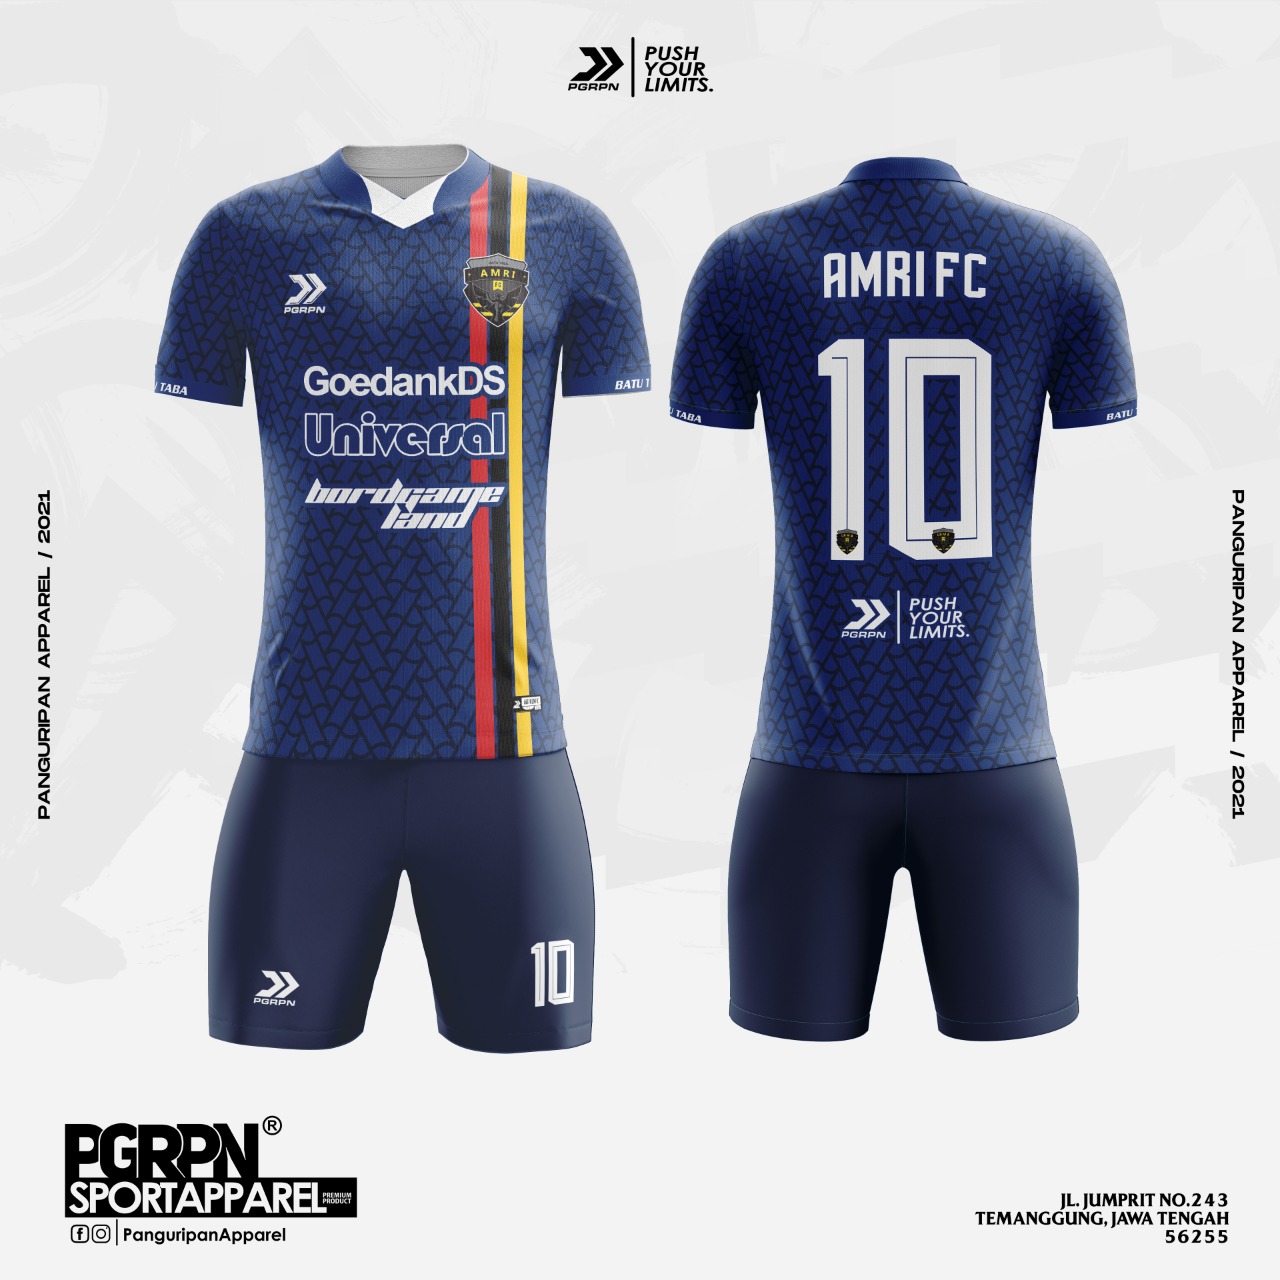 PGRPN
PUSH
YOUR
LIMITS.
AMRI
FC
PGRPN
GoedankDS
Universal
bordgame
land
U TABA
BATU T
PGRPN
10
AMRI FC
10
U TABA
BATU T
PGRPN
PUSH
YOUR
LIMITS.
PANGURIPAN APPAREL / 2021
PANGURIPAN APPAREL / 2021
PGRPN®
SPORTAPPAREL
PREMIUM
PRODUCT
PanguripanApparel
JL. JUMPRIT NO.243
TEMANGGUNG, JAWA TENGAH
56255